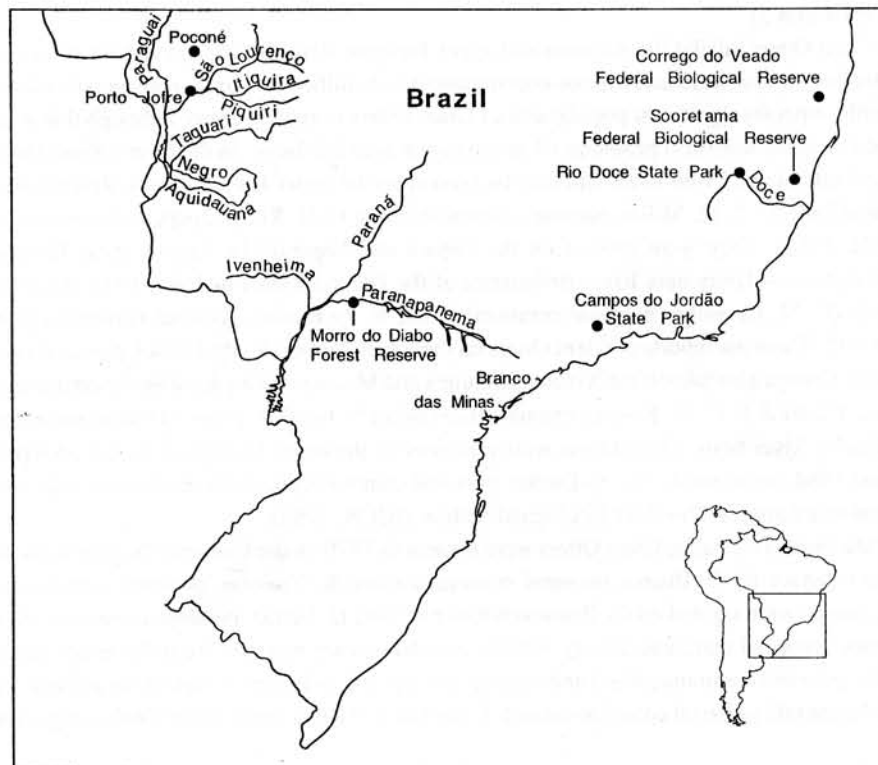 Paraguai
Poconé
São Lourenço
Itiquira
Porto Jofre
Piquiri
Taquari
Negro
Aquidauana
Brazil
Corrego do Veado
Federal Biological Reserve
Sooretama
Federal Biological Reserve
Rio Doce State Park
Doce
Paraná
Ivenheima
Paranapanema
Morro do Diabo
Forest Reserve
Campos do Jordão
State Park
Branco
das Minas